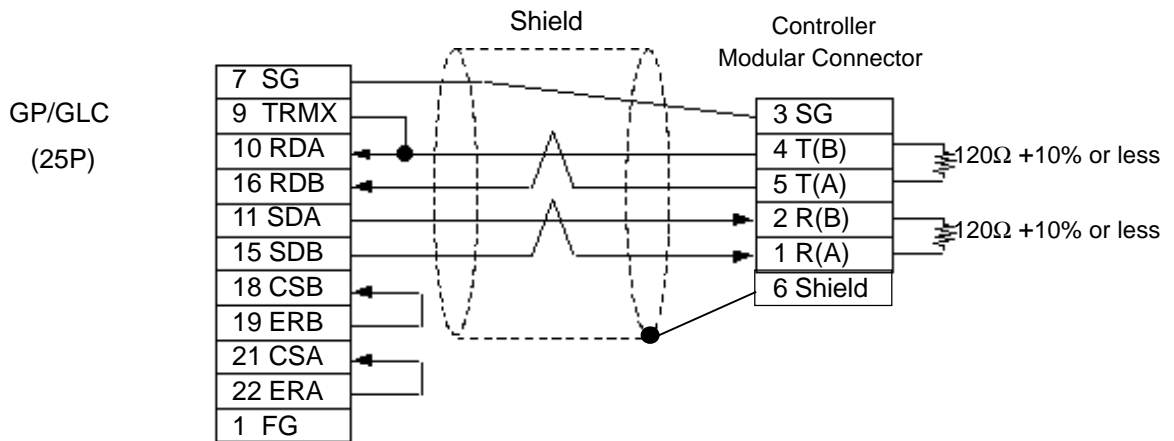 Shield
Controller
Modular Connector
GP/GLC
(25P)
7 SG
9 TRMX
10 RDA
16 RDB
11 SDA
15 SDB
18 CSB
19 ERB
21 CSA
22 ERA
1 FG
3 SG
4 T(B)
5 T(A)
2 R(B)
1 R(A)
6 Shield
120Ω +10% or less
120Ω +10% or less